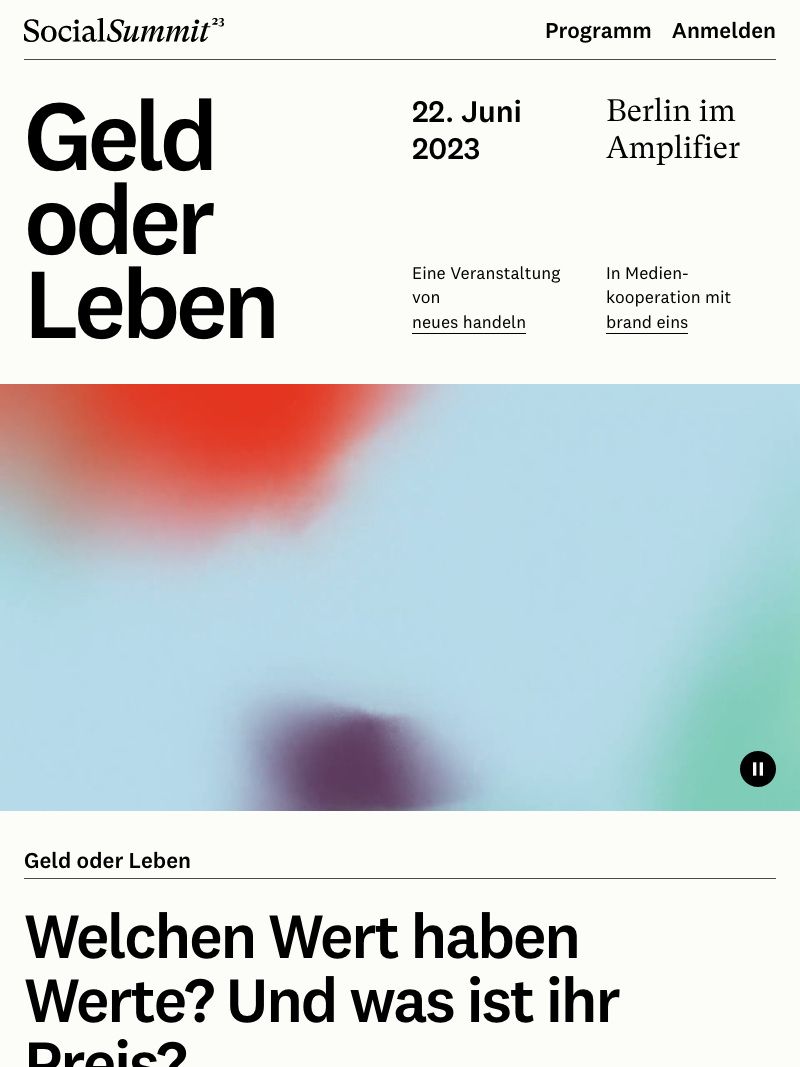 SocialSummit²³
Programm Anmelden
Geld
oder
Leben
22. Juni
2023
Berlin im
Amplifier
Eine Veranstaltung
von
neues handeln
In Medien-
kooperation mit
brand eins
Geld oder Leben
Welchen Wert haben
Werte? Und was ist ihr
Preis?